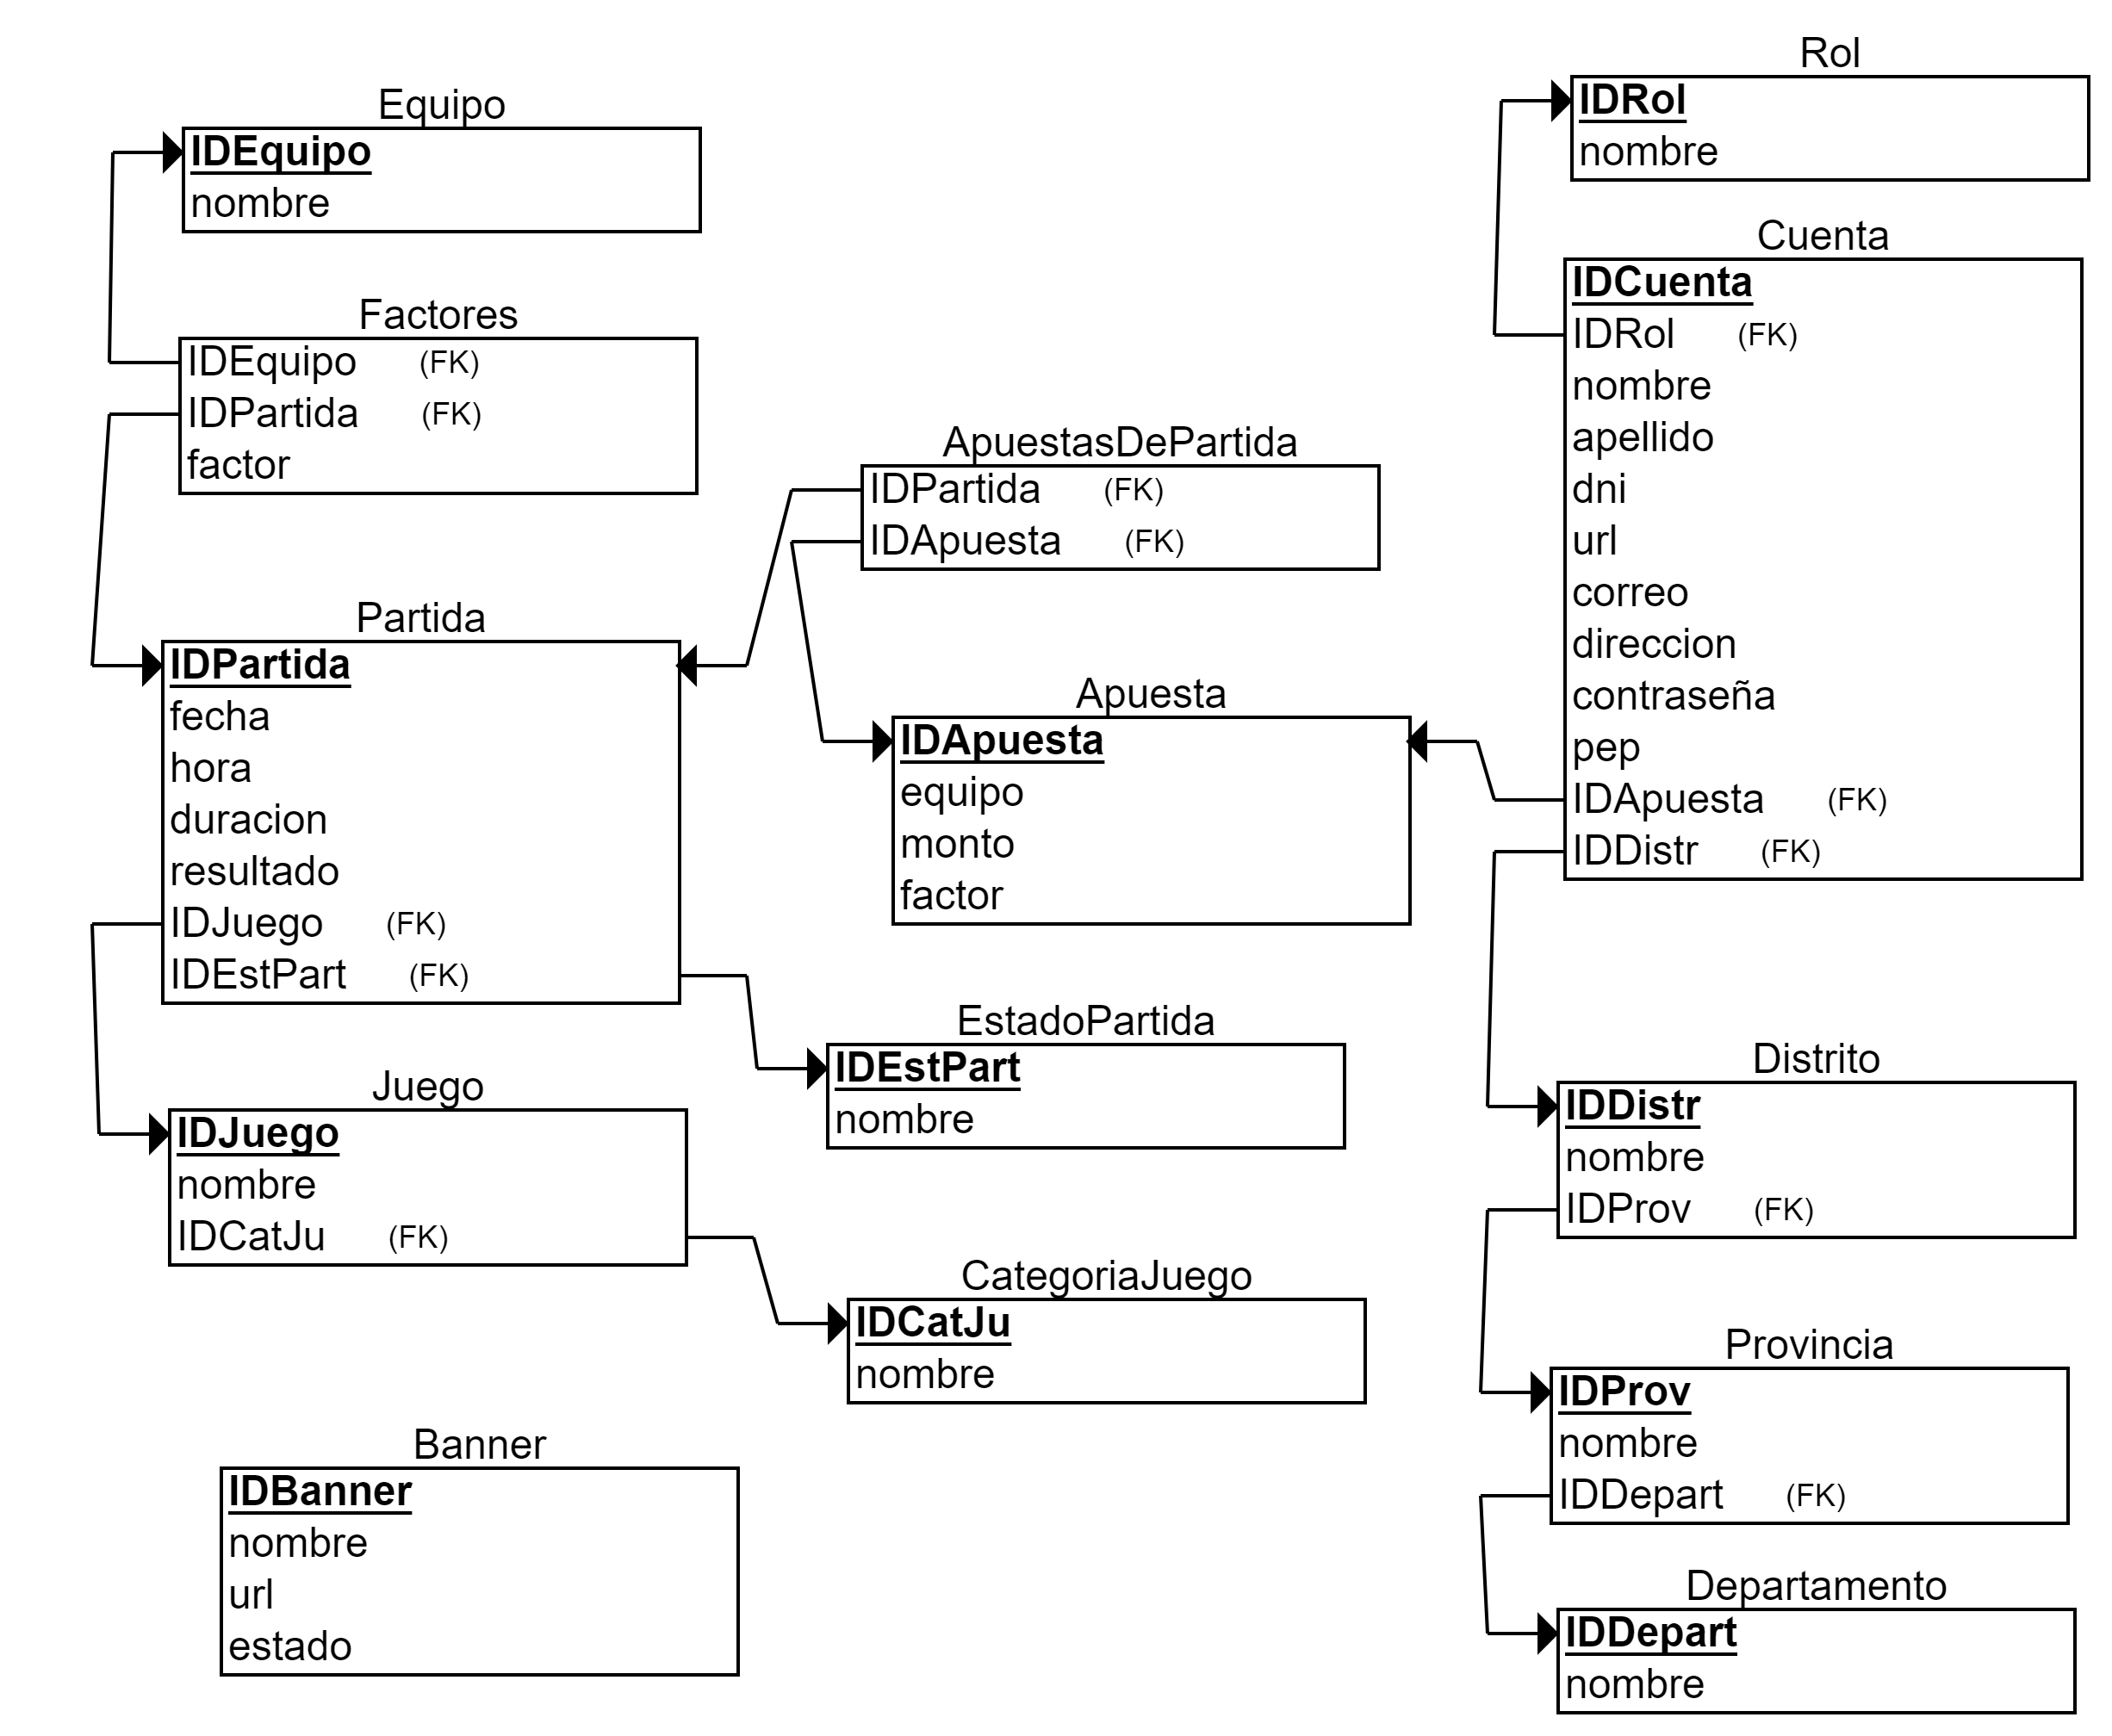 Equipo
IDEquipo
nombre
Factores
IDEquipo (FK)
IDPartida (FK)
factor
Partida
IDPartida
fecha
hora
duracion
resultado
IDJuego (FK)
IDEstPart (FK)
Juego
IDJuego
nombre
IDCatJu (FK)
Banner
IDBanner
nombre
url
estado
ApuestasDePartida
IDPartida (FK)
IDApuesta (FK)
Apuesta
IDApuesta
equipo
monto
factor
EstadoPartida
IDEstPart
nombre
CategoriaJuego
IDCatJu
nombre
Rol
IDRol
nombre
Cuenta
IDCuenta
IDRol (FK)
nombre
apellido
dni
url
correo
direccion
contraseña
pep
IDApuesta (FK)
IDDistr (FK)
Distrito
IDDistr
nombre
IDProv (FK)
Provincia
IDProv
nombre
IDDepart (FK)
Departamento
IDDepart
nombre